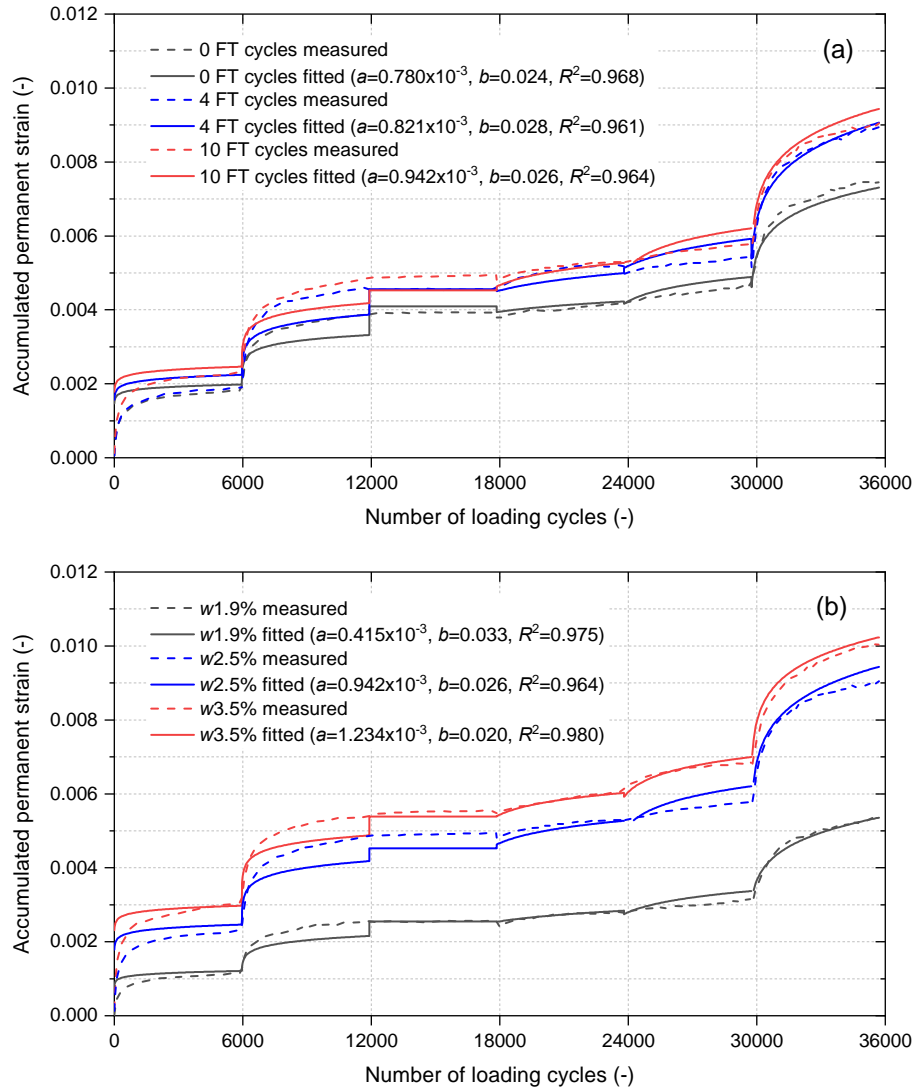 0.012
0.010
0.008
0.006
0.004
0.002
0.000
Accumulated permanent strain (-)
(a)
0 FT cycles measured
0 FT cycles fitted (a=0.780x10⁻³, b=0.024, R²=0.968)
4 FT cycles measured
4 FT cycles fitted (a=0.821x10⁻³, b=0.028, R²=0.961)
10 FT cycles measured
10 FT cycles fitted (a=0.942x10⁻³, b=0.026, R²=0.964)
0 6000 12000 18000 24000 30000 36000
Number of loading cycles (-)
0.012
0.010
0.008
0.006
0.004
0.002
0.000
Accumulated permanent strain (-)
(b)
w1.9% measured
w1.9% fitted (a=0.415x10⁻³, b=0.033, R²=0.975)
w2.5% measured
w2.5% fitted (a=0.942x10⁻³, b=0.026, R²=0.964)
w3.5% measured
w3.5% fitted (a=1.234x10⁻³, b=0.020, R²=0.980)
0 6000 12000 18000 24000 30000 36000
Number of loading cycles (-)